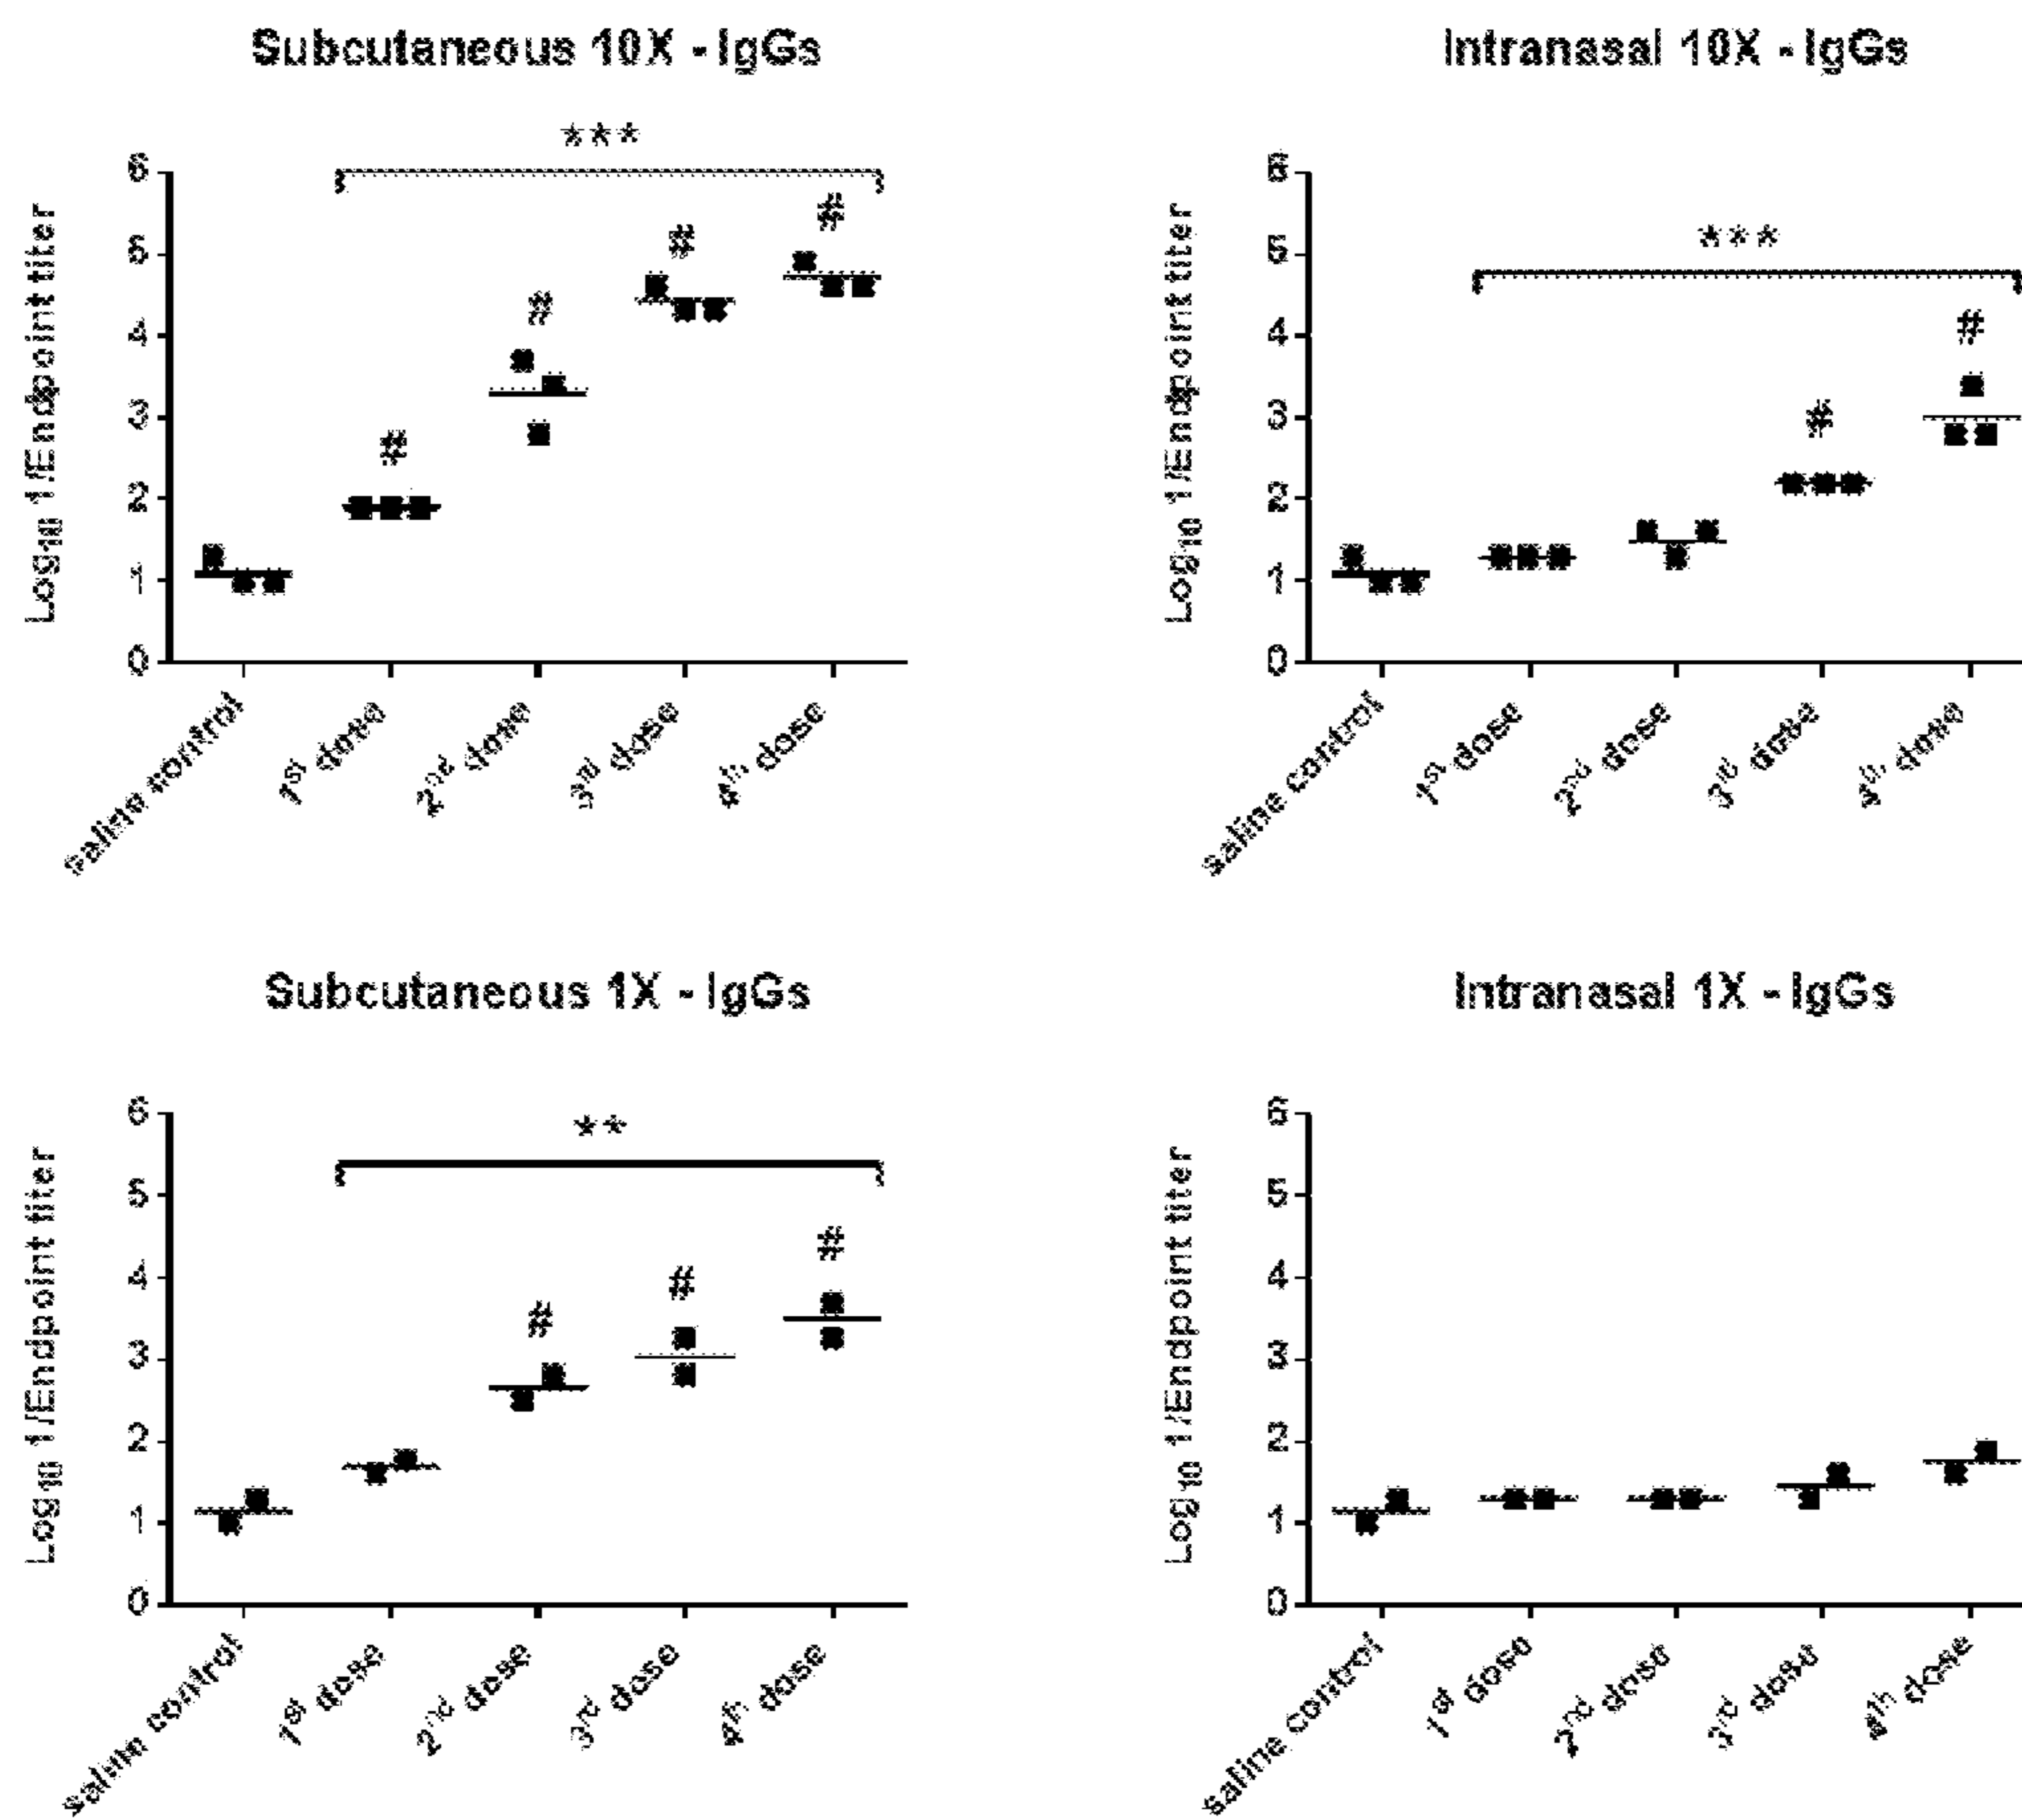 Subcutaneous 10X - IgGs
***
Log10 1/Endpoint titer
6
5
4
3
2
1
0
#
#
#
#
saline control
1st dose
2nd dose
3rd dose
4th dose
Intranasal 10X - IgGs
***
Log10 1/Endpoint titer
6
5
4
3
2
1
0
#
#
saline control
1st dose
2nd dose
3rd dose
4th dose
Subcutaneous 1X - IgGs
**
Log10 1/Endpoint titer
6
5
4
3
2
1
0
#
#
#
saline control
1st dose
2nd dose
3rd dose
4th dose
Intranasal 1X - IgGs
Log10 1/Endpoint titer
6
5
4
3
2
1
0
saline control
1st dose
2nd dose
3rd dose
4th dose